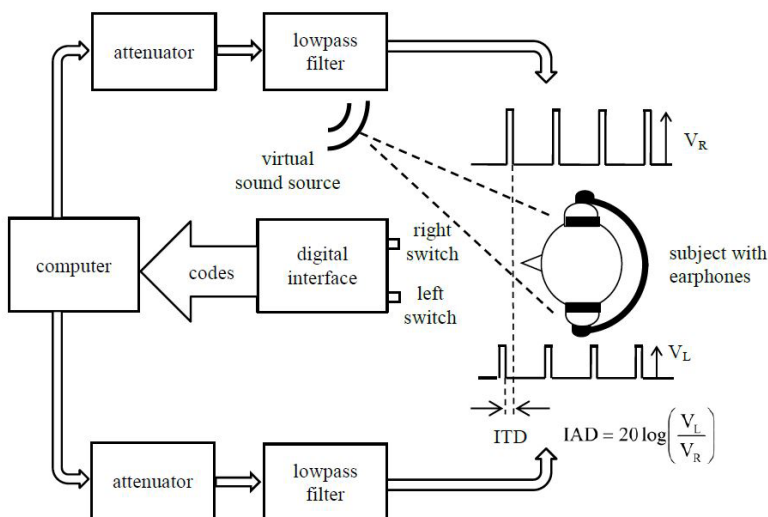 attenuator
lowpass
filter
V_R
virtual
sound source
right
switch
computer
codes
digital
interface
subject with
earphones
left
switch
V_L
ITD
IAD = 20 log(V_L/V_R)
attenuator
lowpass
filter